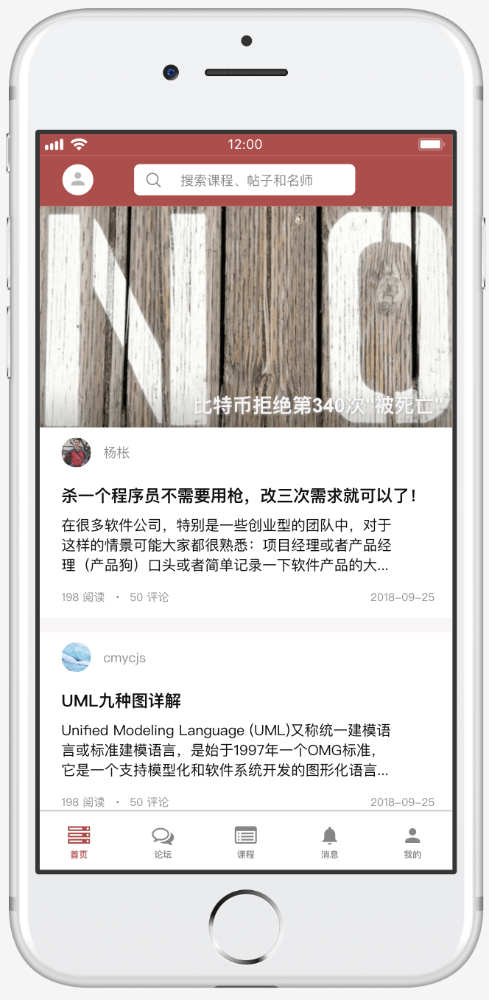 12:00
搜索课程、帖子和名师
NO
比特币拒绝第340次"被死亡"
杨枨
杀一个程序员不需要用枪，改三次需求就可以了！
在很多软件公司，特别是一些创业型的团队中，对于
这样的情景可能大家都很熟悉：项目经理或者产品经
理（产品狗）口头或者简单记录一下软件产品的大...
198 阅读 · 50 评论 2018-09-25
cmycjs
UML九种图详解
Unified Modeling Language (UML)又称统一建模语
言或标准建模语言，是始于1997年一个OMG标准，
它是一个支持模型化和软件系统开发的图形化语言...
198 阅读 · 50 评论 2018-09-25
首页 论坛 课程 消息 我的